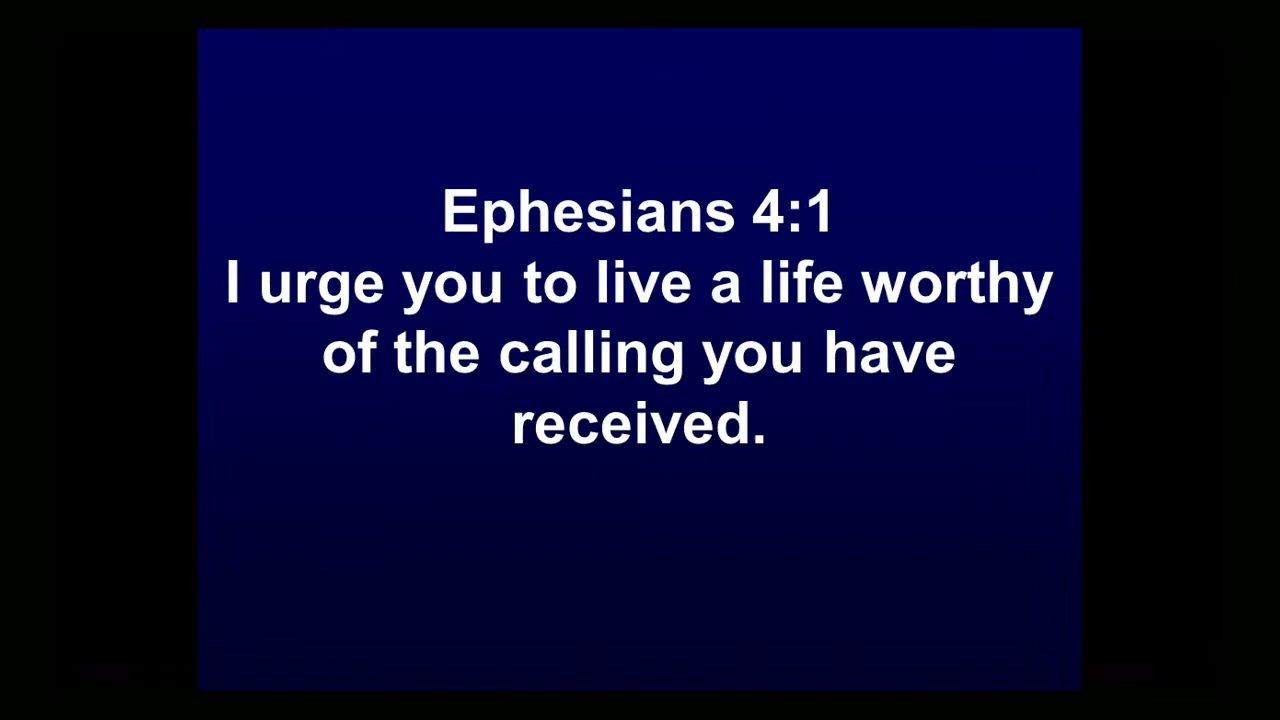 Ephesians 4:1
I urge you to live a life worthy
of the calling you have
received.